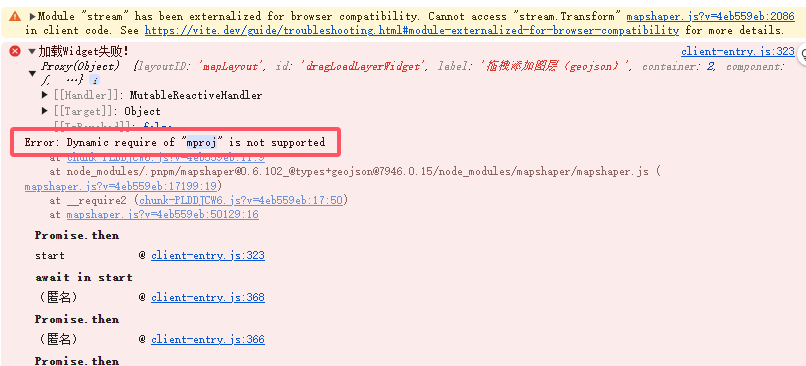 Module "stream" has been externalized for browser compatibility. Cannot access "stream.Transform" mapshaper.js?v=4eb559eb:2086
in client code. See https://vite.dev/guide/troubleshooting.html#module-externalized-for-browser-compatibility for more details.
加载Widget失败! client-entry.js:323
Proxy(Object) {layoutID: 'mapLayout', id: 'dragLoadLayerWidget', label: '拖拽添加图层（geojson）', container: 2, component:
f, …} i
[[Handler]]: MutableReactiveHandler
[[Target]]: Object
[[IsRevoked]]: false
Error: Dynamic require of "mproj" is not supported
at chunk-PLDDJCW6.js?v=4eb559eb:11:9
at node_modules/.pnpm/mapshaper@0.6.102_@types+geojson@7946.0.15/node_modules/mapshaper/mapshaper.js (
mapshaper.js?v=4eb559eb:17199:19)
at __require2 (chunk-PLDDJCW6.js?v=4eb559eb:17:50)
at mapshaper.js?v=4eb559eb:50129:16
Promise.then
start @ client-entry.js:323
await in start
（匿名） @ client-entry.js:368
Promise.then
（匿名） @ client-entry.js:366
Promise.then